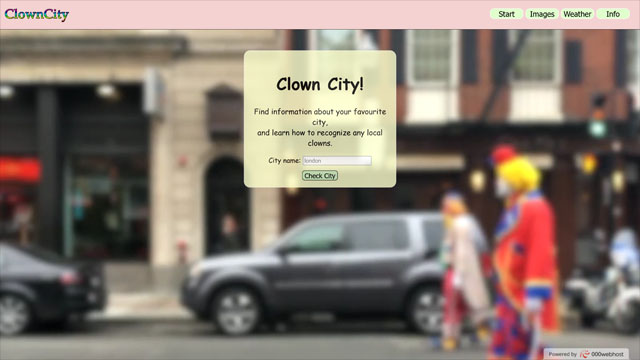 ClownCity
Start Images Weather Info
Clown City!
Find information about your favourite
city,
and learn how to recognize any local
clowns.
City name: london
Check City
Powered by 000webhost